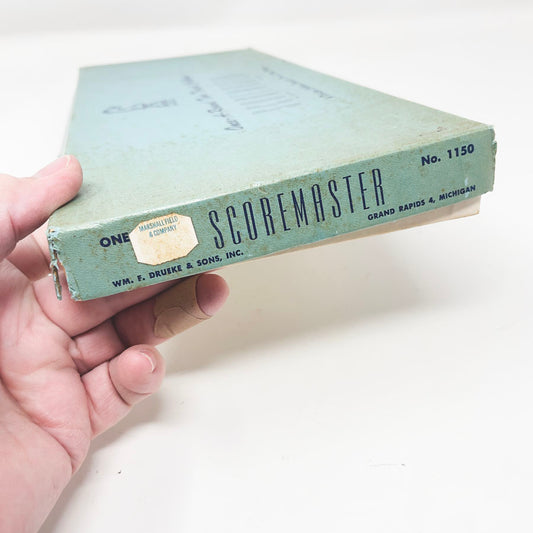 No. 1150
ONE
MARSHALL FIELD
& COMPANY
SCOREMASTER
GRAND RAPIDS 4, MICHIGAN
WM. F. DRUEKE & SONS, INC.